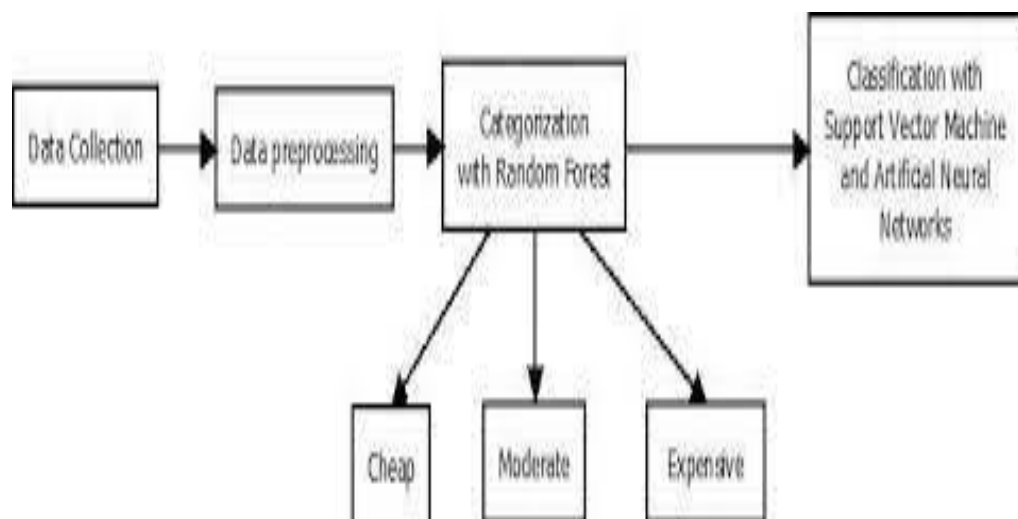 Data Collection
Data preprocessing
Categorization
with Random Forest
Classification with
Support Vector Machine
and Artificial Neural
Networks
Cheap
Moderate
Expensive